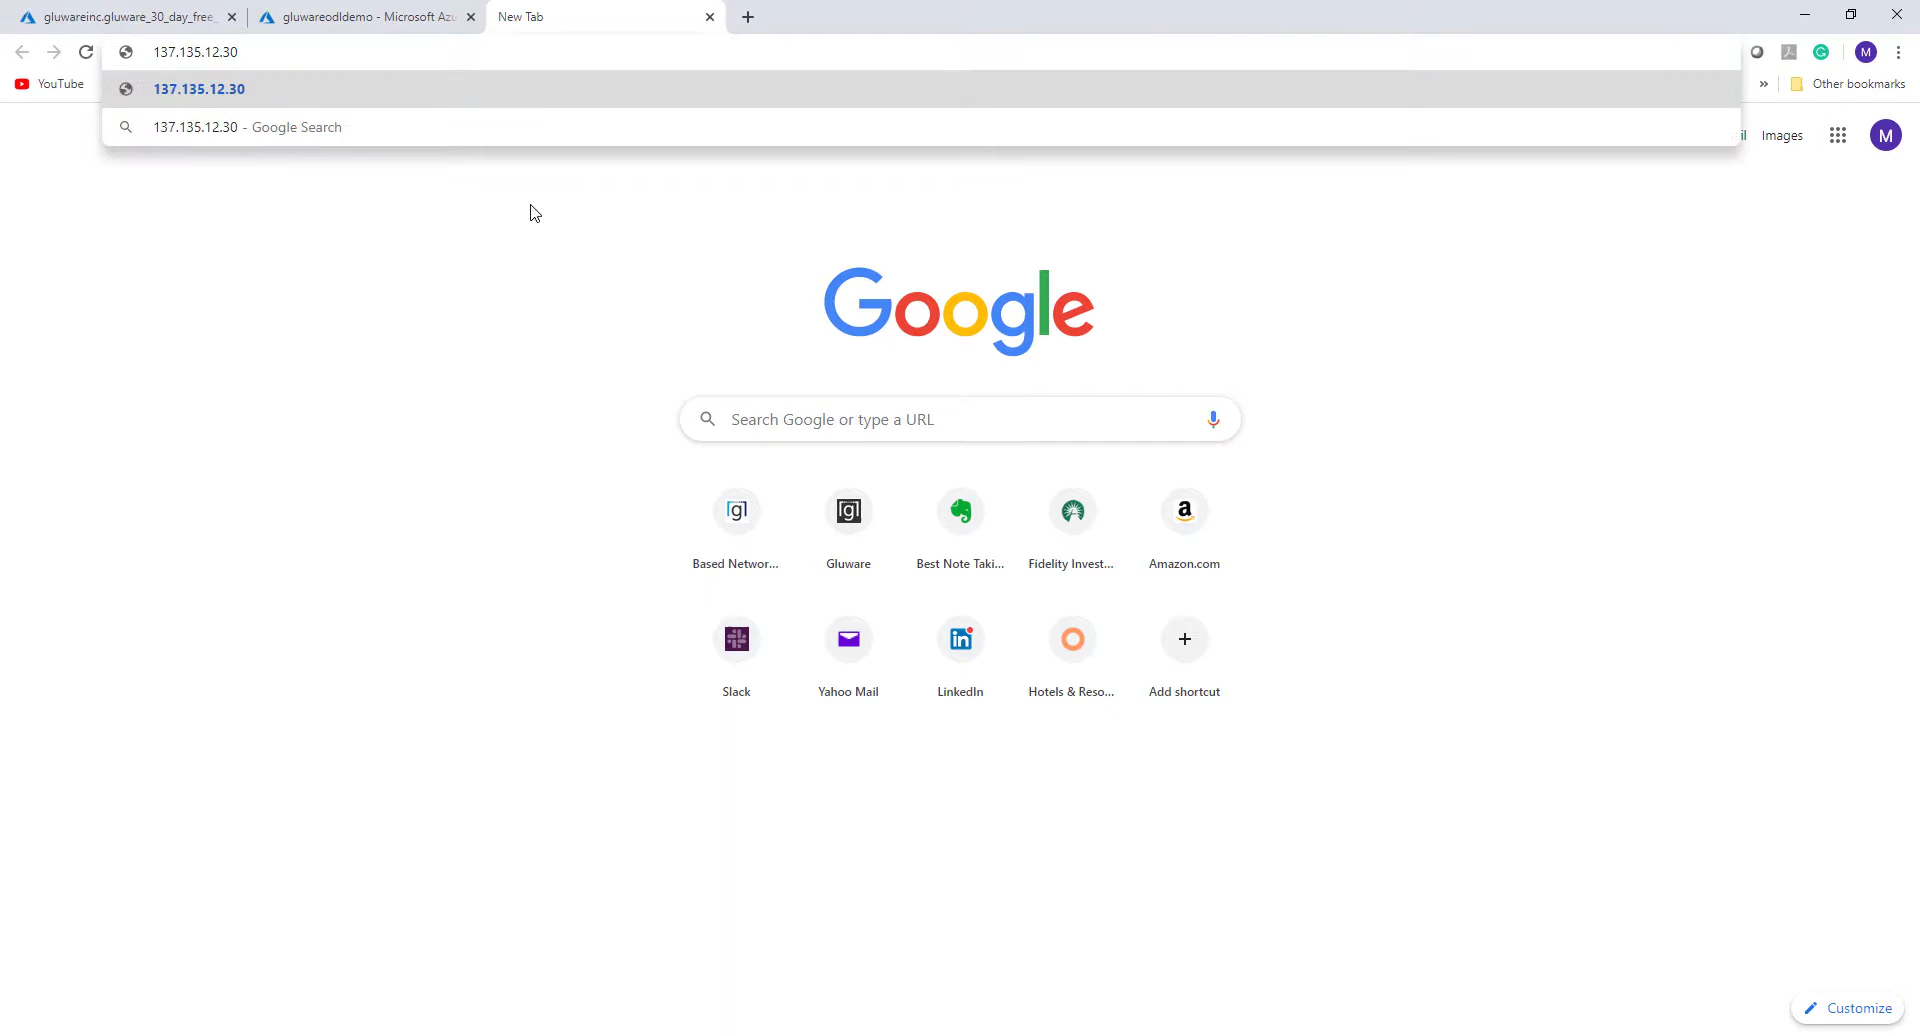 gluwareinc.gluware_30_day_free_
gluwareodldemo - Microsoft Azu
New Tab
137.135.12.30
M
YouTube
137.135.12.30
» Other bookmarks
137.135.12.30 - Google Search
il Images
M
Google
Search Google or type a URL
[g]
[g]
a
Based Networ...
Gluware
Best Note Taki...
Fidelity Invest...
Amazon.com
in
Slack
Yahoo Mail
LinkedIn
Hotels & Reso...
Add shortcut
Customize